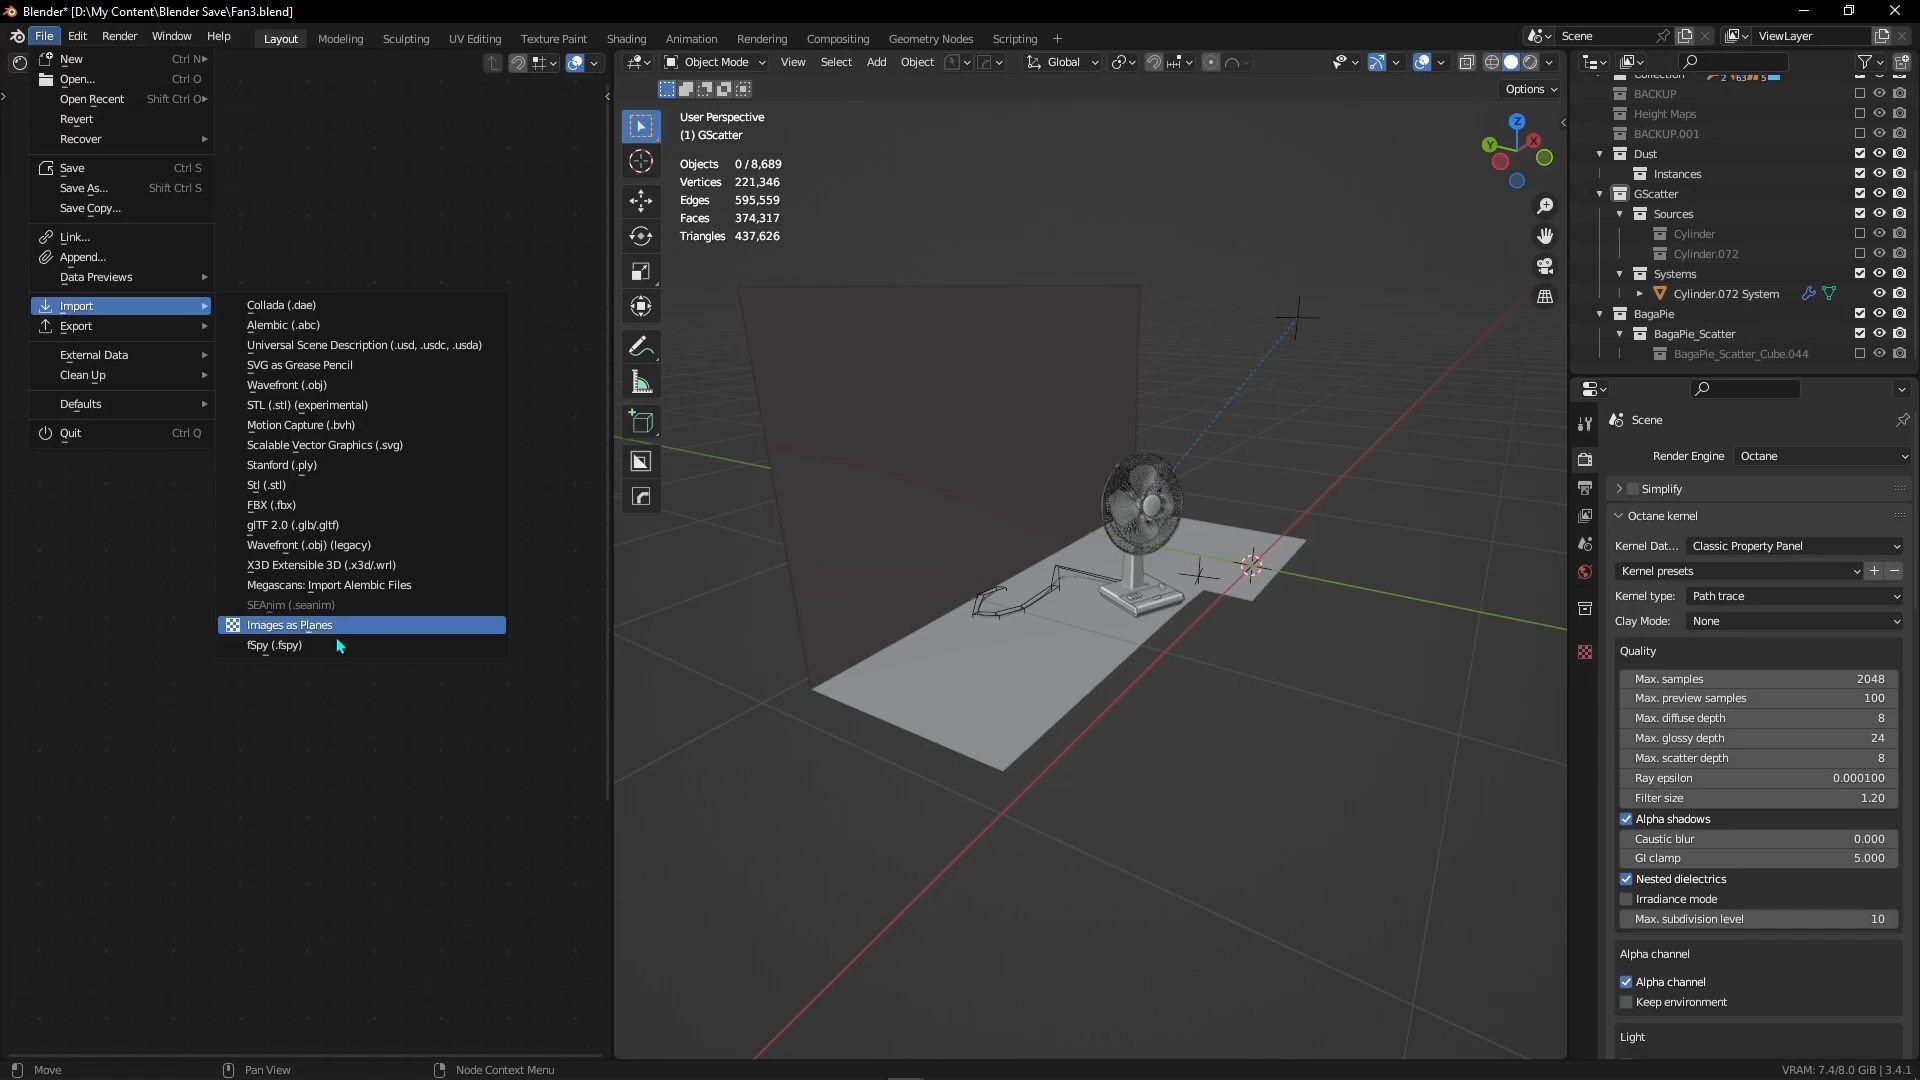 Blender* [D:\My Content\Blender Save\Fan3.blend]
File Edit Render Window Help
Layout Modeling Sculpting UV Editing Texture Paint Shading Animation Rendering Compositing Geometry Nodes Scripting +
Scene
ViewLayer
New Ctrl N
Open... Ctrl O
Open Recent Shift Ctrl O
Revert
Recover
Save Ctrl S
Save As... Shift Ctrl S
Save Copy...
Link...
Append...
Data Previews
Import
Export
External Data
Clean Up
Defaults
Quit Ctrl Q
Collada (.dae)
Alembic (.abc)
Universal Scene Description (.usd, .usdc, .usda)
SVG as Grease Pencil
Wavefront (.obj)
STL (.stl) (experimental)
Motion Capture (.bvh)
Scalable Vector Graphics (.svg)
Stanford (.ply)
Stl (.stl)
FBX (.fbx)
glTF 2.0 (.glb/.gltf)
Wavefront (.obj) (legacy)
X3D Extensible 3D (.x3d/.wrl)
Megascans: Import Alembic Files
SEAnim (.seanim)
Images as Planes
fSpy (.fspy)
Object Mode View Select Add Object Global
Options
User Perspective
(1) GScatter
Objects 0/8,689
Vertices 221,346
Edges 595,559
Faces 374,317
Triangles 437,626
Z
Y
X
Collection 2 63 5
BACKUP
Height Maps
BACKUP.001
Dust
Instances
GScatter
Sources
Cylinder
Cylinder.072
Systems
Cylinder.072 System
BagaPie
BagaPie_Scatter
BagaPie_Scatter_Cube.044
Scene
Render Engine Octane
Simplify
Octane kernel
Kernel Dat... Classic Property Panel
Kernel presets
Kernel type: Path trace
Clay Mode: None
Quality
Max. samples 2048
Max. preview samples 100
Max. diffuse depth 8
Max. glossy depth 24
Max. scatter depth 8
Ray epsilon 0.000100
Filter size 1.20
Alpha shadows
Caustic blur 0.000
GI clamp 5.000
Nested dielectrics
Irradiance mode
Max. subdivision level 10
Alpha channel
Alpha channel
Keep environment
Light
Move
Pan View
Node Context Menu
VRAM: 7.4/8.0 GiB | 3.4.1